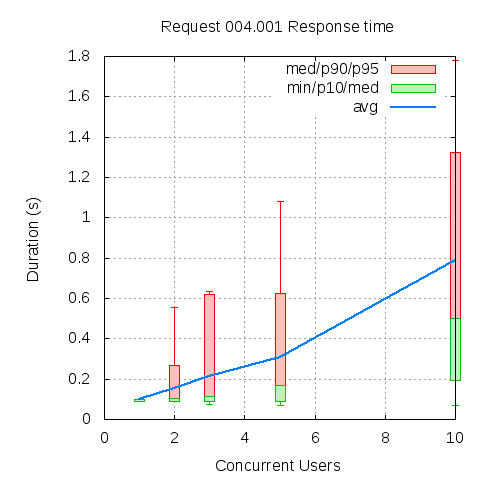 Request 004.001 Response time
1.8
1.6
1.4
1.2
1
0.8
0.6
0.4
0.2
0
Duration (s)
med/p90/p95
min/p10/med
avg
0 2 4 6 8 10
Concurrent Users